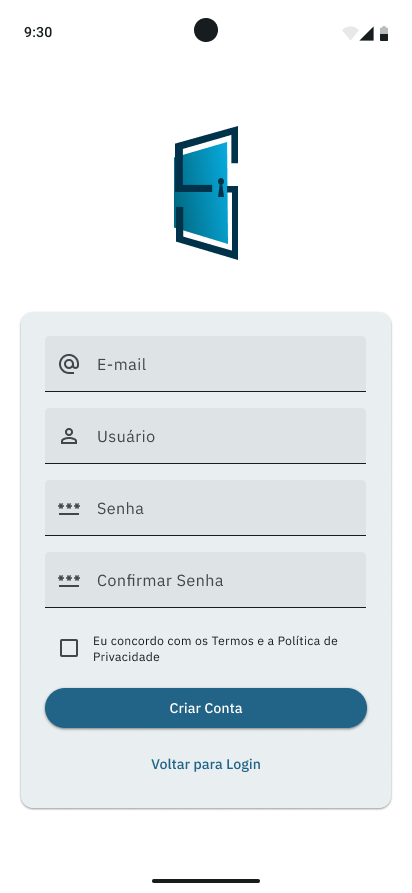 9:30
E-mail
Usuário
Senha
Confirmar Senha
Eu concordo com os Termos e a Política de
Privacidade
Criar Conta
Voltar para Login